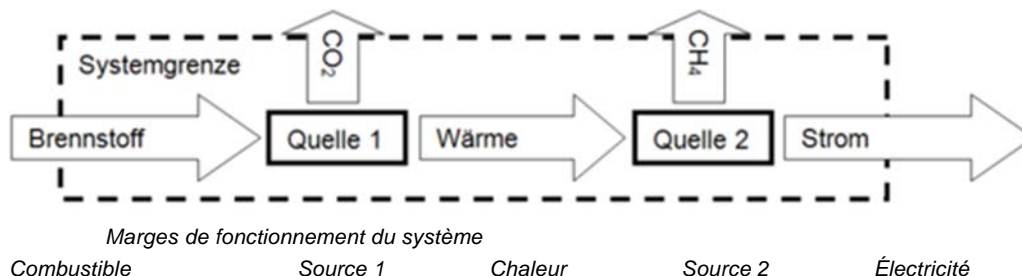 CO₂ CH₄
Systemgrenze
Brennstoff Quelle 1 Wärme Quelle 2 Strom
Marges de fonctionnement du système
Combustible Source 1 Chaleur Source 2 Électricité